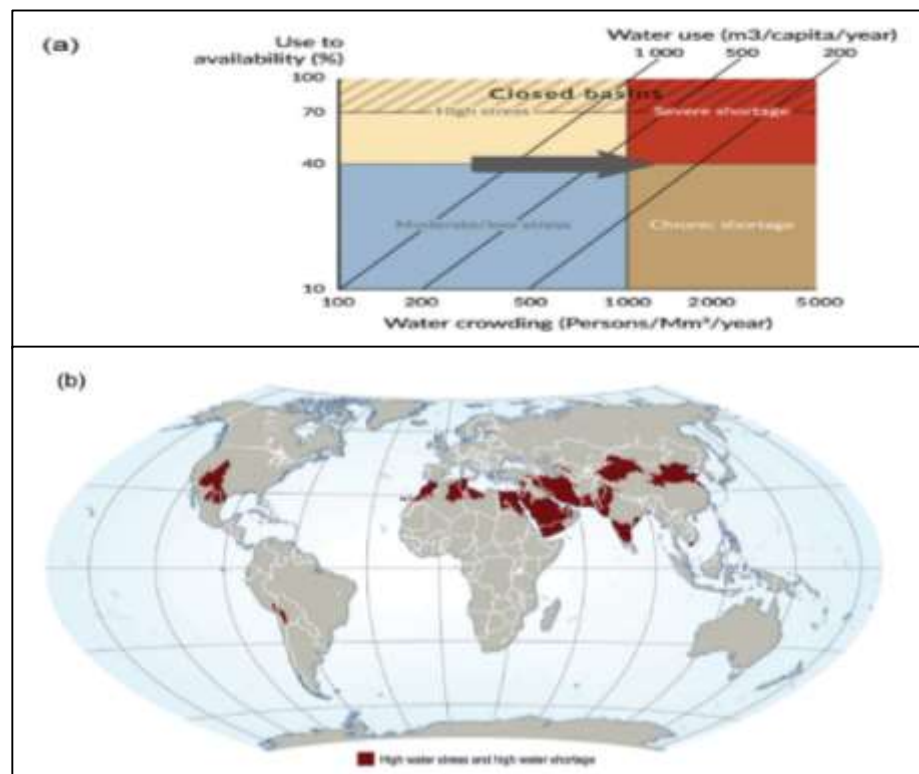 (a)
Use to
availability (%)
Water use (m3/capita/year)
1 000 500 200
100
Closed basins
70
High stress
Severe shortage
40
Moderate/low stress
Chronic shortage
10
100 200 500 1 000 2 000 5 000
Water crowding (Persons/Mm³/year)
(b)
High water stress and high water shortage